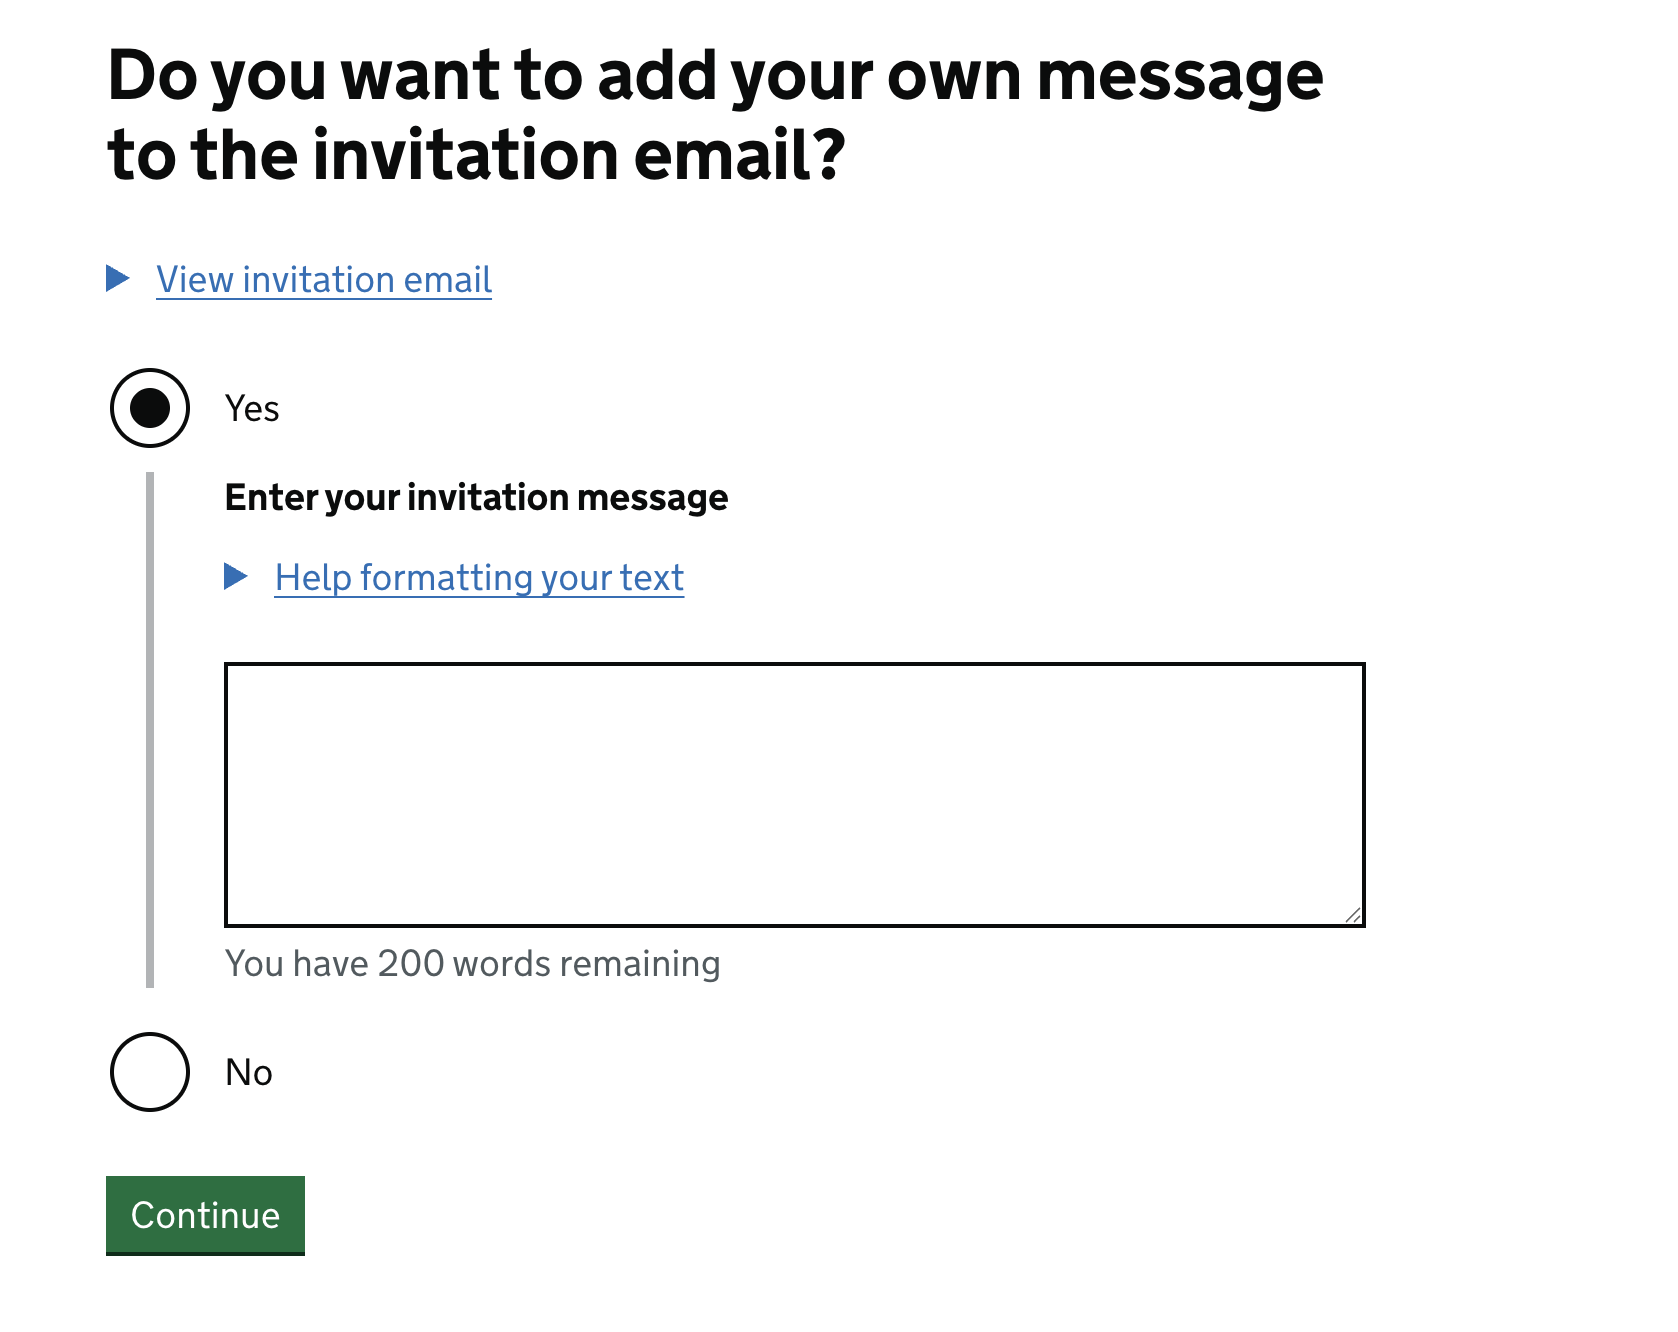 Do you want to add your own message
to the invitation email?
View invitation email
Yes
Enter your invitation message
Help formatting your text
You have 200 words remaining
No
Continue